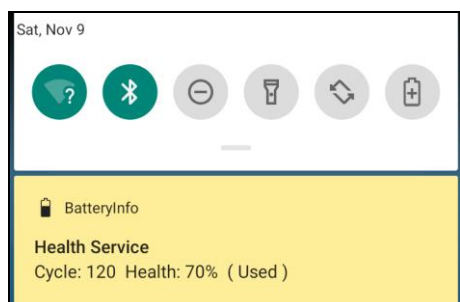 Sat, Nov 9
?
BatteryInfo
Health Service
Cycle: 120 Health: 70% ( Used )